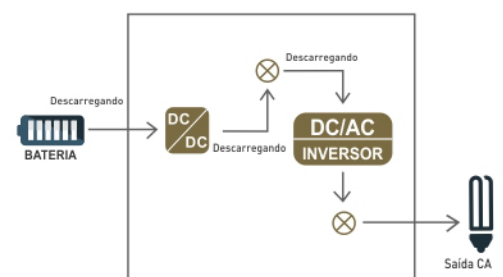 Descarregando
Descarregando
BATERIA
DC
DC
Descarregando
DC/AC
INVERSOR
Saída CA